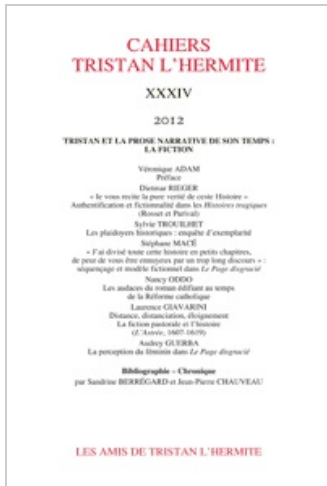 CAHIERS
TRISTAN L'HERMITE
XXXIV
2012
TRISTAN ET LA PROSE NARRATIVE DE SON TEMPS :
LA FICTION
Véronique ADAM
Préface
Dietmar RIEGER
« Je vous recite la pure verité de ceste Histoire »
Authentification et fictionnalité dans les Histoires tragiques
(Rosset et Parival)
Sylvie TROUILHET
Les plaidoyers historiques : enquête d'exemplarité
Stéphane MACÉ
« J'ai divisé toute cette histoire en petits chapitres,
de peur de vous être ennuyeux par un trop long discours » :
séquençage et modèle fictionnel dans Le Page disgracié
Nancy ODDO
Les audaces du roman édifiant au temps
de la Réforme catholique
Laurence GIAVARINI
Distance, distanciation, éloignement
La fiction pastorale et l'histoire
(L'Astrée, 1607-1619)
Audrey GUERBA
La perception du féminin dans Le Page disgracié
Bibliographie – Chronique
par Sandrine BERRÉGARD et Jean-Pierre CHAUVEAU
LES AMIS DE TRISTAN L'HERMITE